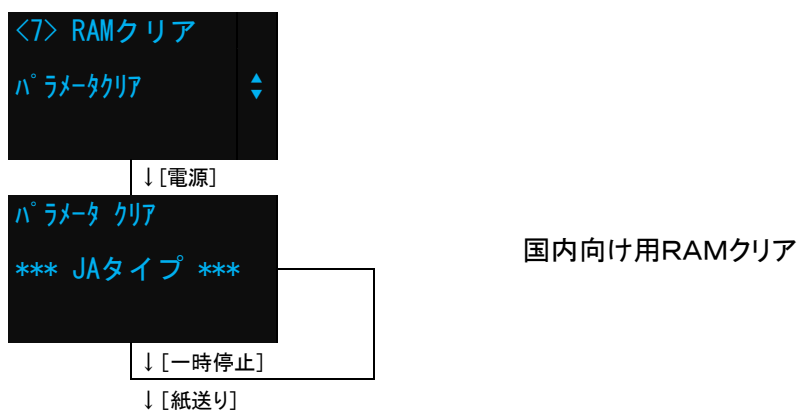 <7> RAMクリア
ﾊﾟﾗﾒｰﾀｸﾘｱ
↓[電源]
ﾊﾟﾗﾒｰﾀ ｸﾘｱ
*** JAタイプ ***
国内向け用RAMクリア
↓[一時停止]
↓[紙送り]